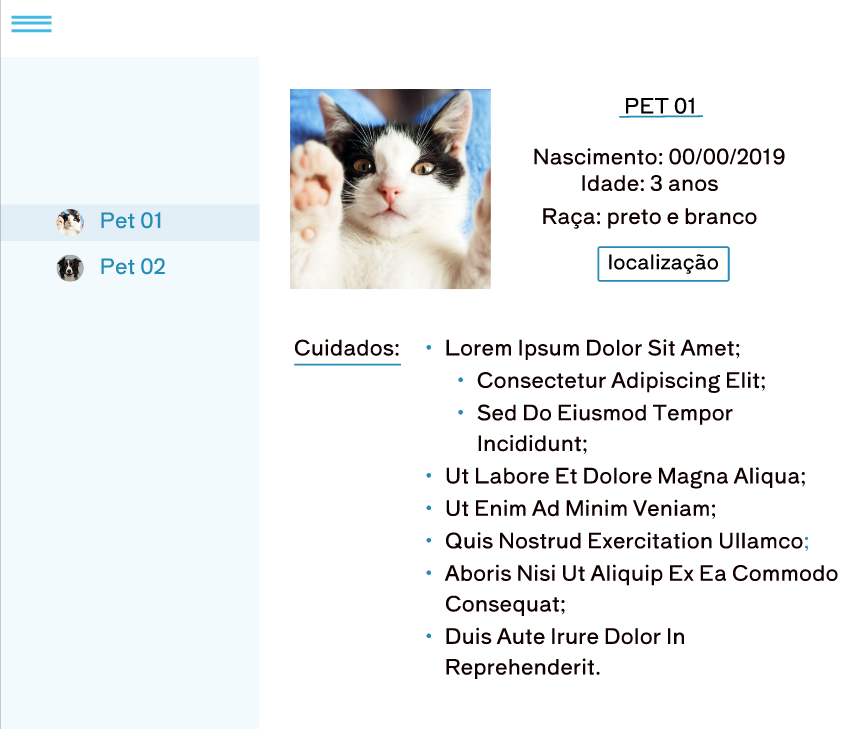 Pet 01
Pet 02
PET 01
Nascimento: 00/00/2019
Idade: 3 anos
Raça: preto e branco
localização
Cuidados:
• Lorem Ipsum Dolor Sit Amet;
• Consectetur Adipiscing Elit;
• Sed Do Eiusmod Tempor
Incididunt;
• Ut Labore Et Dolore Magna Aliqua;
• Ut Enim Ad Minim Veniam;
• Quis Nostrud Exercitation Ullamco;
• Aboris Nisi Ut Aliquip Ex Ea Commodo
Consequat;
• Duis Aute Irure Dolor In
Reprehenderit.